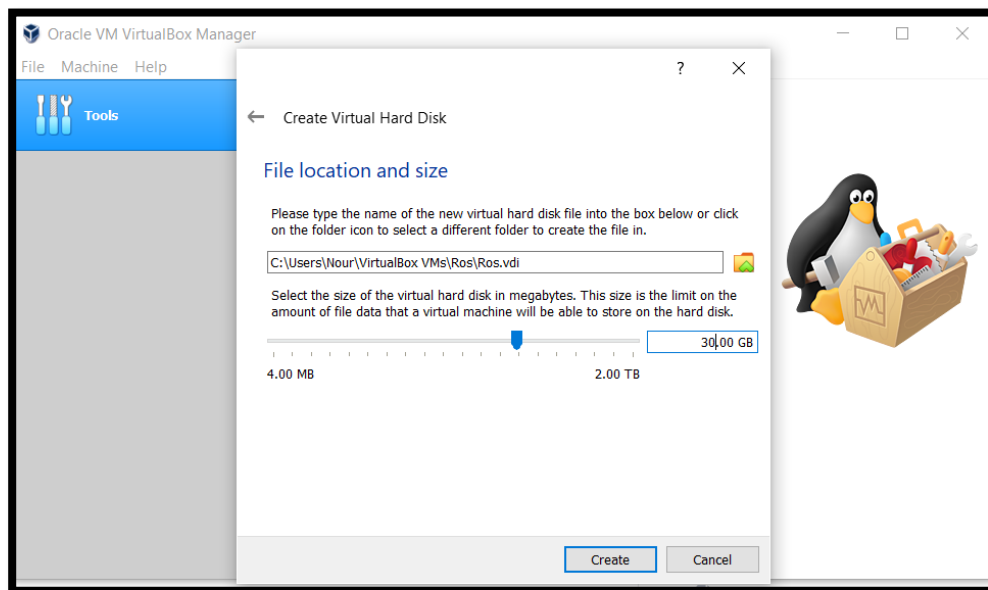 Oracle VM VirtualBox Manager
File Machine Help
Tools
?
Create Virtual Hard Disk
File location and size
Please type the name of the new virtual hard disk file into the box below or click
on the folder icon to select a different folder to create the file in.
C:\Users\Nour\VirtualBox VMs\Ros\Ros.vdi
Select the size of the virtual hard disk in megabytes. This size is the limit on the
amount of file data that a virtual machine will be able to store on the hard disk.
30.00 GB
4.00 MB 2.00 TB
Create Cancel